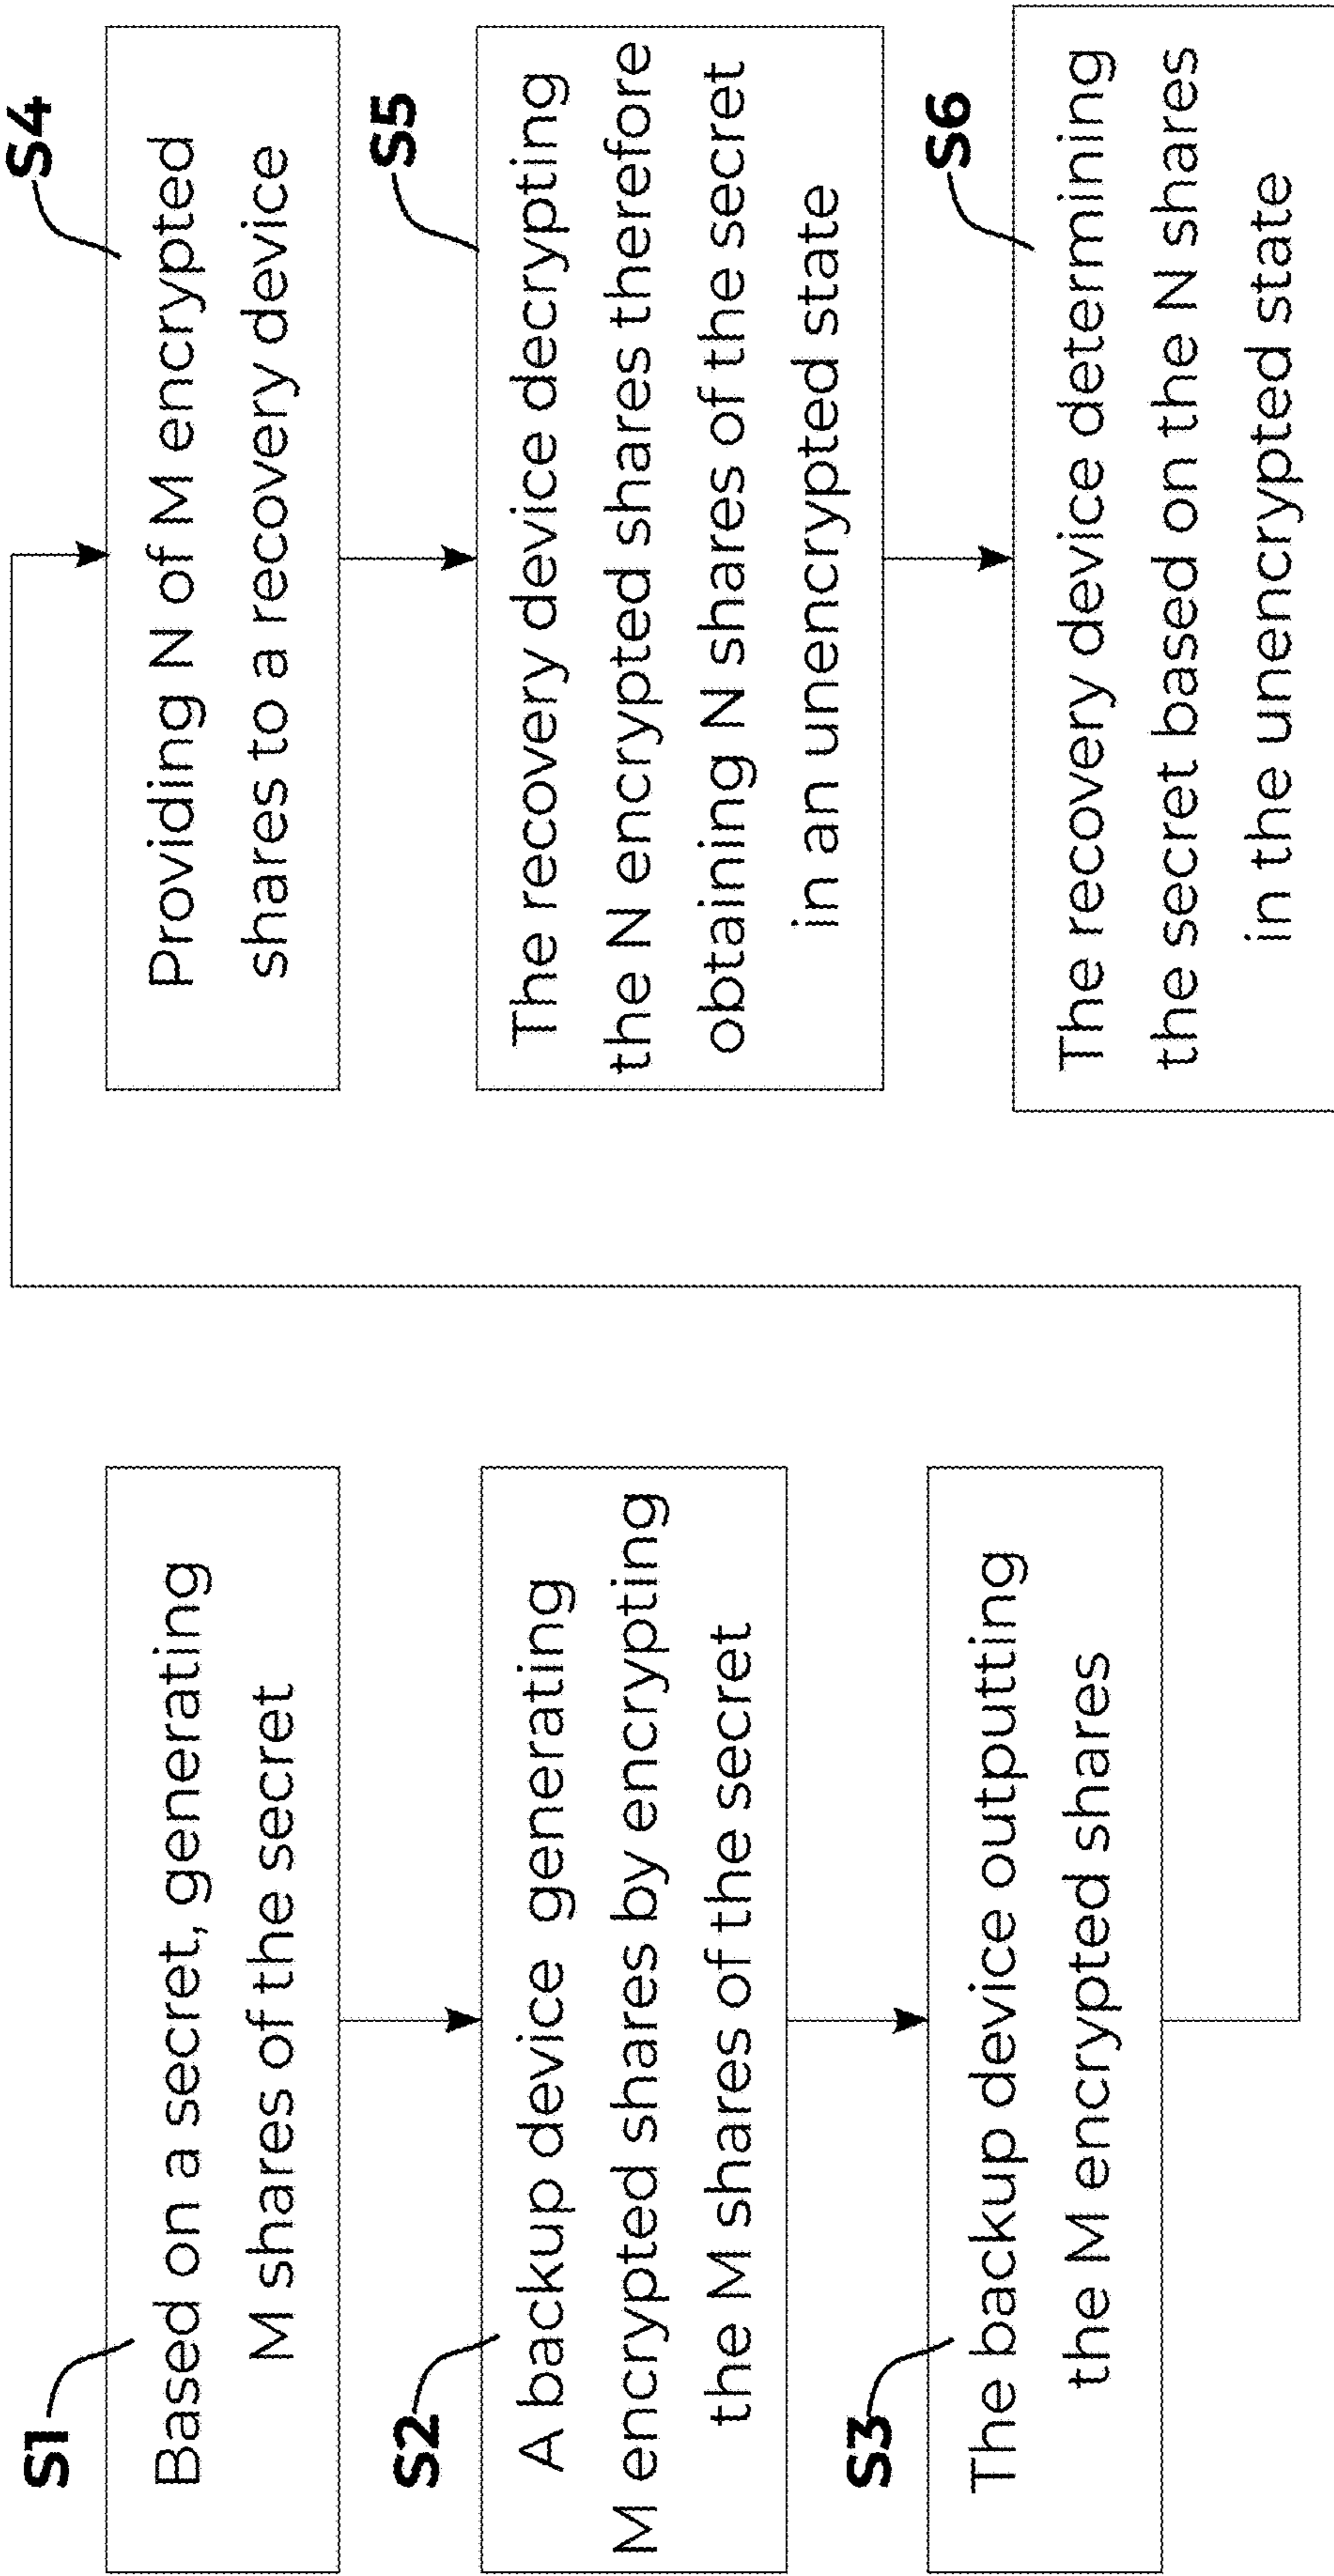 S1
Based on a secret, generating
M shares of the secret
S2
A backup device generating
M encrypted shares by encrypting
the M shares of the secret
S3
The backup device outputting
the M encrypted shares
S4
Providing N of M encrypted
shares to a recovery device
S5
The recovery device decrypting
the N encrypted shares therefore
obtaining N shares of the secret
in an unencrypted state
S6
The recovery device determining
the secret based on the N shares
in the unencrypted state